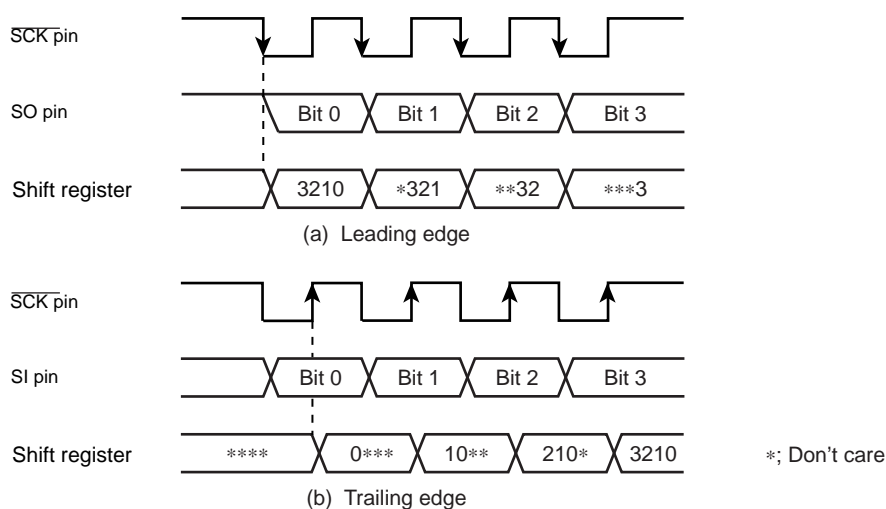 SCK pin
SO pin
Bit 0 Bit 1 Bit 2 Bit 3
Shift register
3210 *321 **32 ***3
(a) Leading edge
SCK pin
SI pin
Bit 0 Bit 1 Bit 2 Bit 3
Shift register
**** 0*** 10** 210* 3210
*; Don't care
(b) Trailing edge